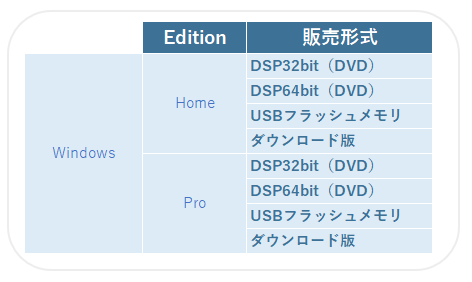 Edition 販売形式
Windows
Home
DSP32bit（DVD）
DSP64bit（DVD）
USBフラッシュメモリ
ダウンロード版
Pro
DSP32bit（DVD）
DSP64bit（DVD）
USBフラッシュメモリ
ダウンロード版